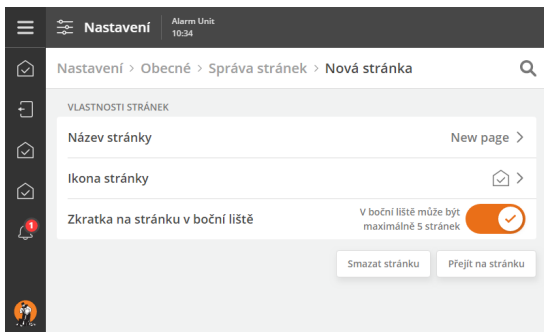 Nastavení
Alarm Unit
10:34
Nastavení > Obecné > Správa stránek > Nová stránka
VLASTNOSTI STRÁNEK
Název stránky
New page >
Ikona stránky
>
Zkratka na stránku v boční liště
V boční liště může být
maximálně 5 stránek
1
Smazat stránku
Přejít na stránku